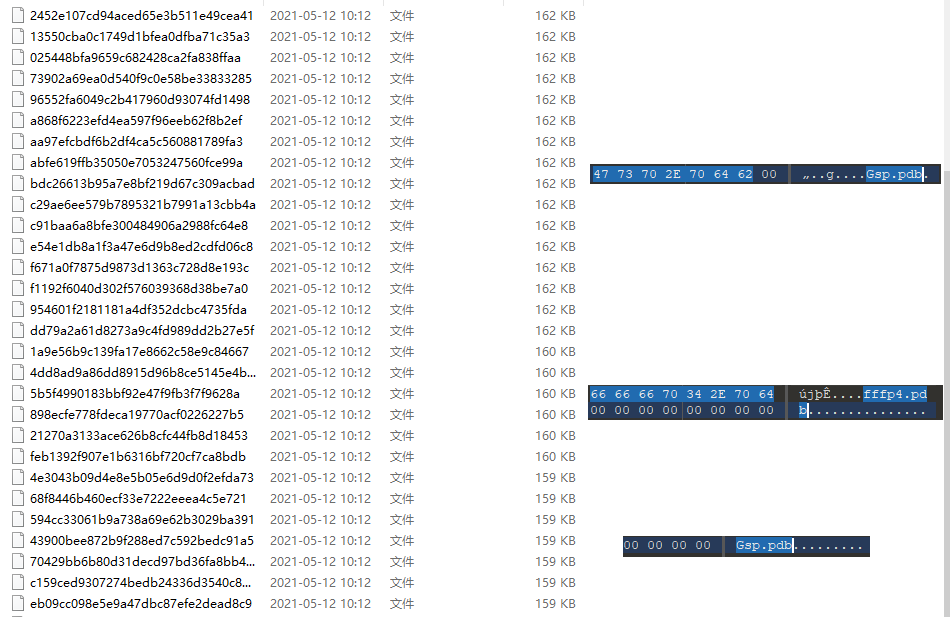 2452e107cd94aced65e3b511e49cea41 2021-05-12 10:12 文件 162 KB
13550cba0c1749d1bfea0dfba71c35a3 2021-05-12 10:12 文件 162 KB
025448bfa9659c682428ca2fa838ffaa 2021-05-12 10:12 文件 162 KB
73902a69ea0d540f9c0e58be33833285 2021-05-12 10:12 文件 162 KB
96552fa6049c2b417960d93074fd1498 2021-05-12 10:12 文件 162 KB
a868f6223efd4ea597f96eeb62f8b2ef 2021-05-12 10:12 文件 162 KB
aa97efcbdf6b2df4ca5c560881789fa3 2021-05-12 10:12 文件 162 KB
abfe619ffb35050e7053247560fce99a 2021-05-12 10:12 文件 162 KB
47 73 70 2E 70 64 62 00 „..g....Gsp.pdb.
bdc26613b95a7e8bf219d67c309acbad 2021-05-12 10:12 文件 162 KB
c29ae6ee579b7895321b7991a13cbb4a 2021-05-12 10:12 文件 162 KB
c91baa6a8bfe300484906a2988fc64e8 2021-05-12 10:12 文件 162 KB
e54e1db8a1f3a47e6d9b8ed2cdfd06c8 2021-05-12 10:12 文件 162 KB
f671a0f7875d9873d1363c728d8e193c 2021-05-12 10:12 文件 162 KB
f1192f6040d302f576039368d38be7a0 2021-05-12 10:12 文件 162 KB
954601f2181181a4df352dcbc4735fda 2021-05-12 10:12 文件 162 KB
dd79a2a61d8273a9c4fd989dd2b27e5f 2021-05-12 10:12 文件 162 KB
1a9e56b9c139fa17e8662c58e9c84667 2021-05-12 10:12 文件 160 KB
4dd8ad9a86dd8915d96b8ce5145e4b... 2021-05-12 10:12 文件 160 KB
5b5f4990183bbf92e47f9fb3f7f9628a 2021-05-12 10:12 文件 160 KB
66 66 66 70 34 2E 70 64 újbÊ....fffp4.pd
898ecfe778fdeca19770acf0226227b5 2021-05-12 10:12 文件 160 KB
00 00 00 00 00 00 00 00 b...............
21270a3133ace626b8cfc44fb8d18453 2021-05-12 10:12 文件 160 KB
feb1392f907e1b6316bf720cf7ca8bdb 2021-05-12 10:12 文件 160 KB
4e3043b09d4e8e5b05e6d9d0f2efda73 2021-05-12 10:12 文件 159 KB
68f8446b460ecf33e7222eeea4c5e721 2021-05-12 10:12 文件 159 KB
594cc33061b9a738a69e62b3029ba391 2021-05-12 10:12 文件 159 KB
43900bee872b9f288ed7c592bedc91a5 2021-05-12 10:12 文件 159 KB
00 00 00 00 Gsp.pdb.........
70429bb6b80d31decd97bd36fa8bb4... 2021-05-12 10:12 文件 159 KB
c159ced9307274bedb24336d3540c8... 2021-05-12 10:12 文件 159 KB
eb09cc098e5e9a47dbc87efe2dead8c9 2021-05-12 10:12 文件 159 KB